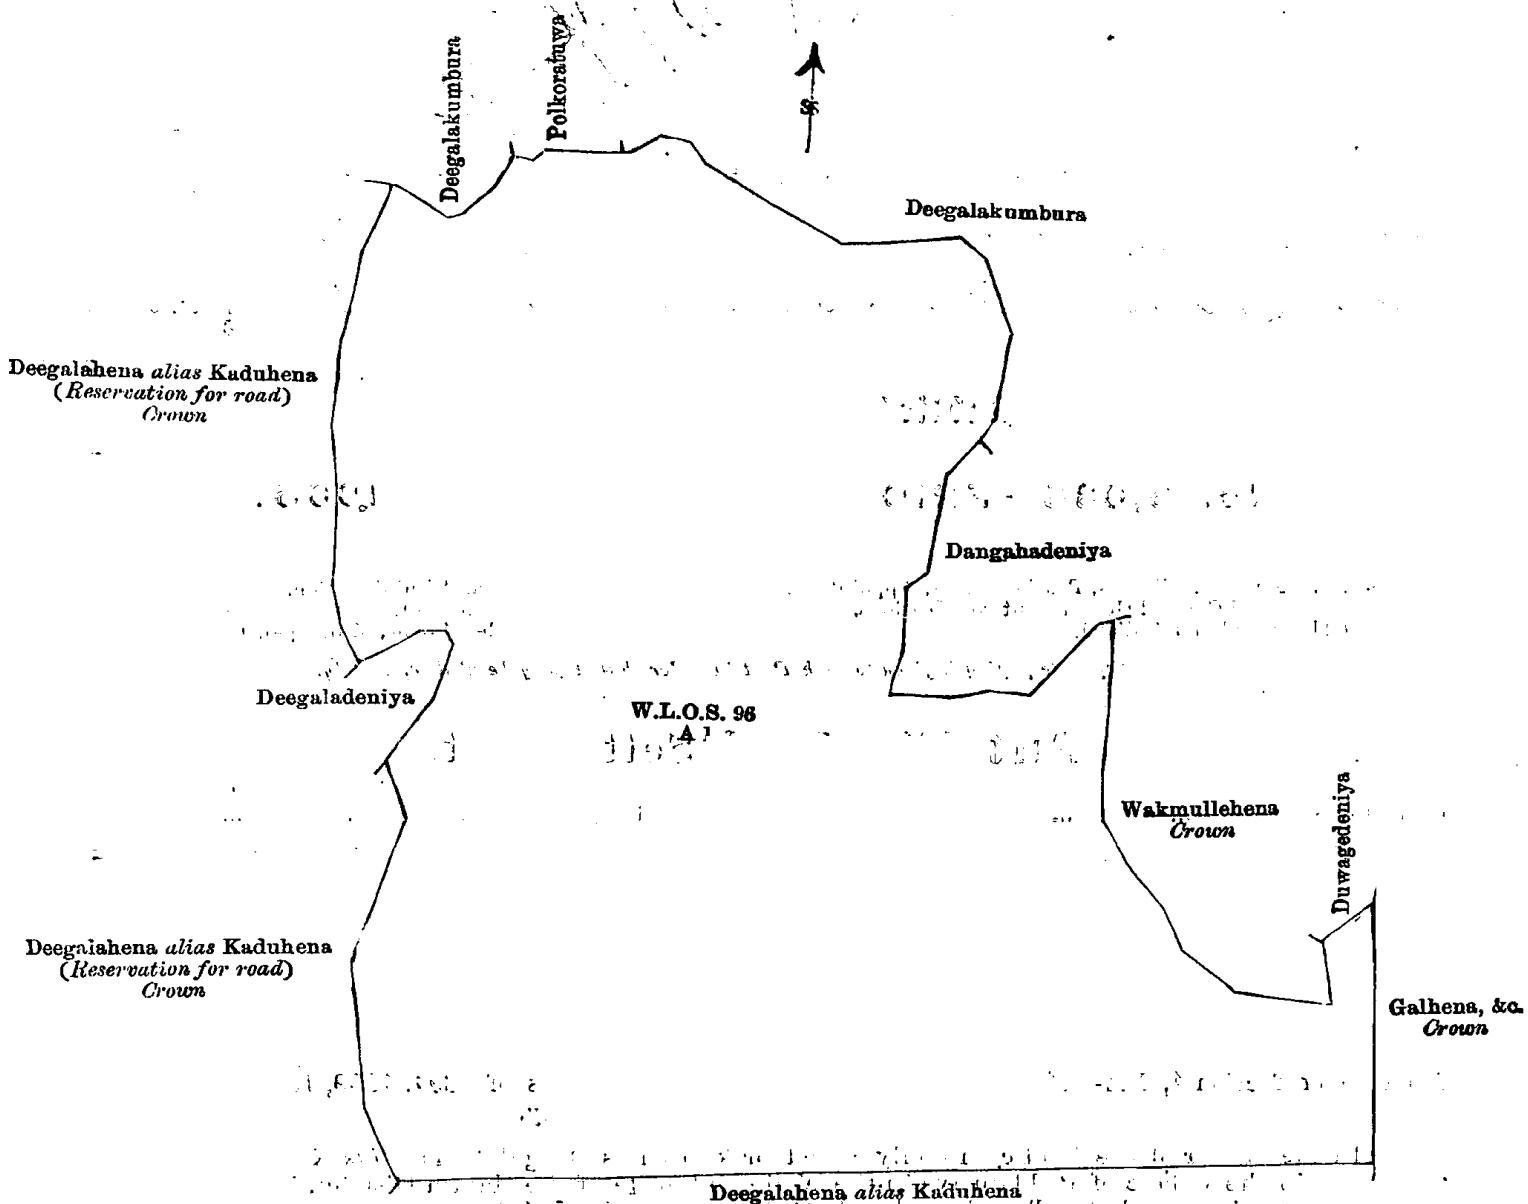 Deegalakumbura
Polkoratuwa
Deegalakumbura
Deegalahena alias Kaduhena
(Reservation for road)
Crown
Dangahadeniya
Deegaladeniya
W.L.O.S. 96
A 1
Wakmullehena
Crown
Duwagedeniya
Deegalahena alias Kaduhena
(Reservation for road)
Crown
Galhena, &c.
Crown
Deegalahena alias Kaduhena